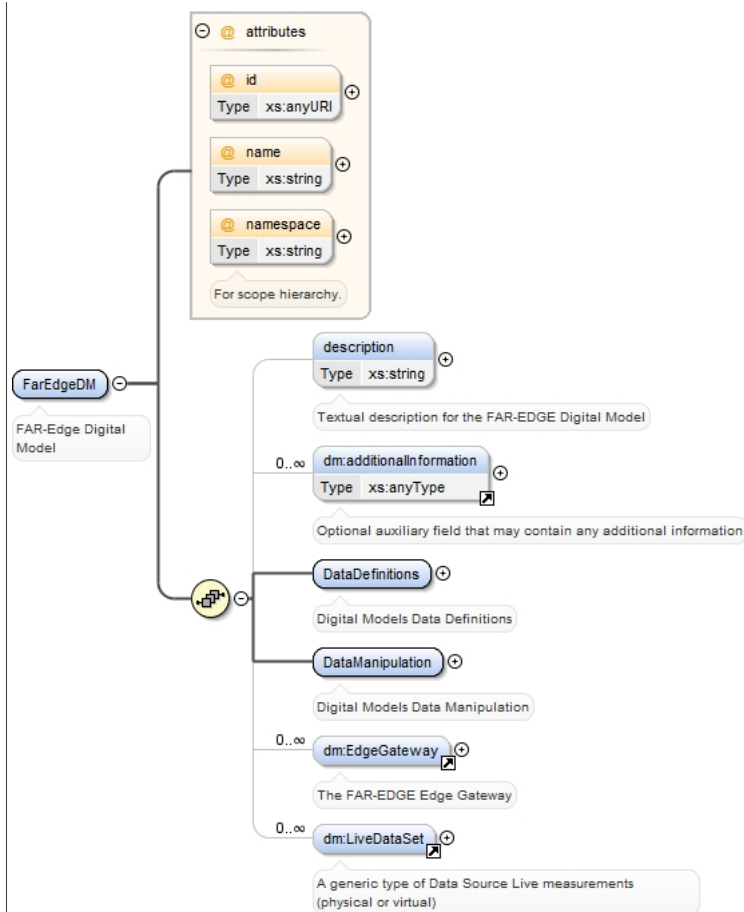 @ attributes
@ id
Type xs:anyURI
@ name
Type xs:string
@ namespace
Type xs:string
For scope hierarchy.
FarEdgeDM
FAR-Edge Digital
Model
description
Type xs:string
Textual description for the FAR-EDGE Digital Model
0..∞
dm:additionalInformation
Type xs:anyType
Optional auxiliary field that may contain any additional information
DataDefinitions
Digital Models Data Definitions
DataManipulation
Digital Models Data Manipulation
0..∞
dm:EdgeGateway
The FAR-EDGE Edge Gateway
0..∞
dm:LiveDataSet
A generic type of Data Source Live measurements
(physical or virtual)